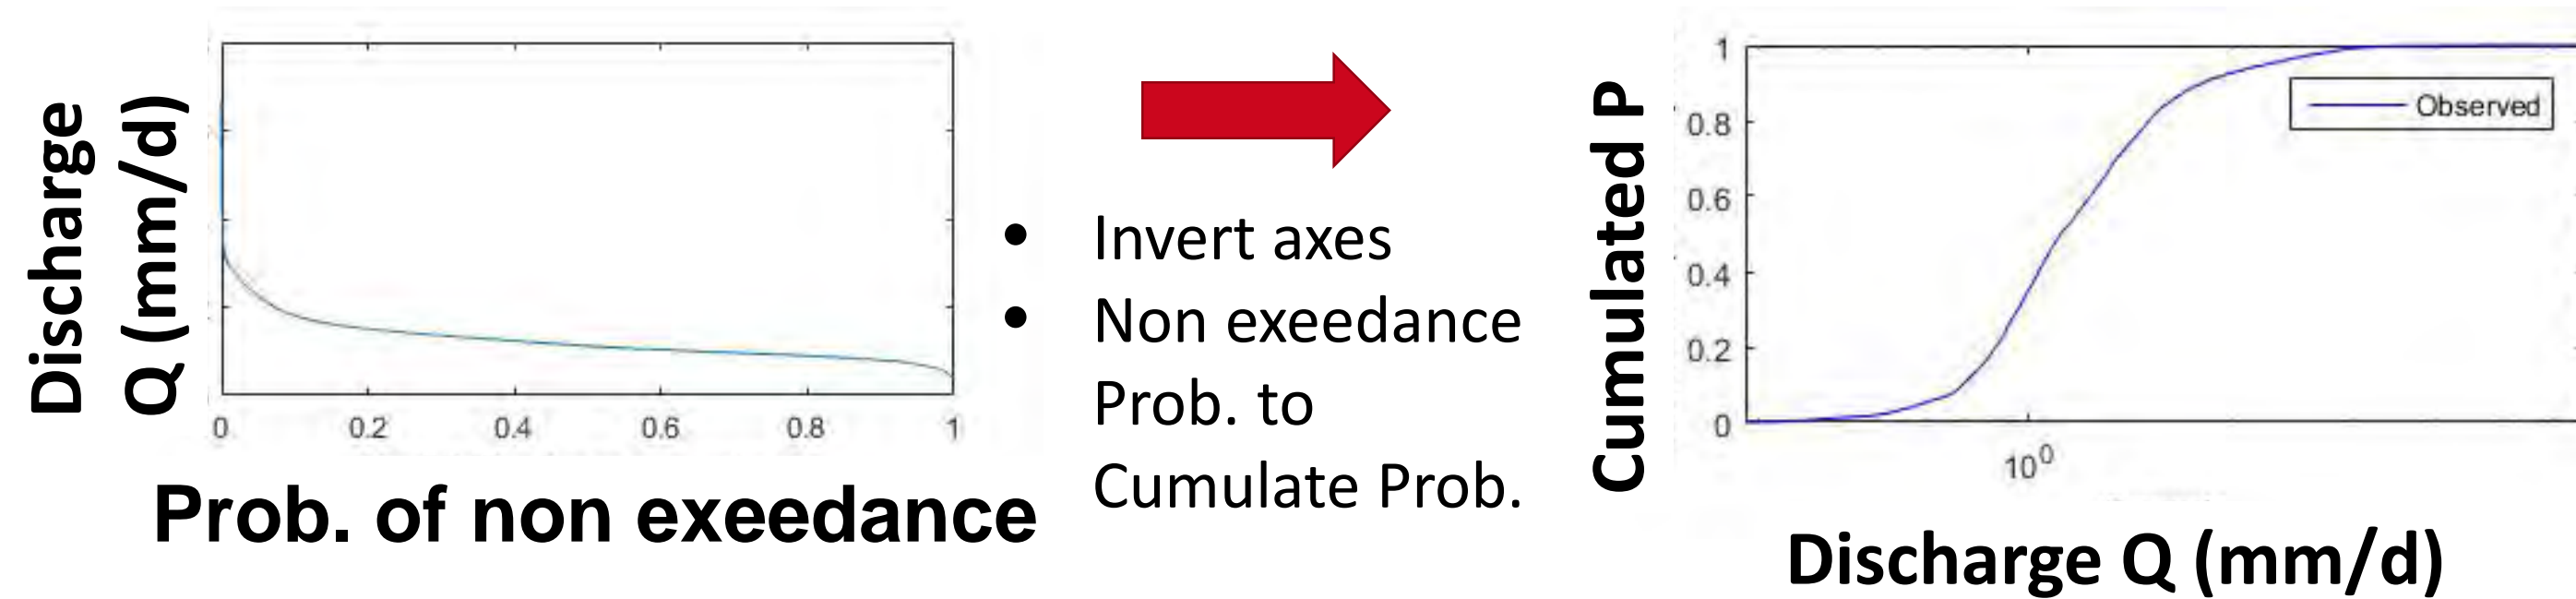 Discharge
Q (mm/d)
0 0.2 0.4 0.6 0.8 1
Prob. of non exeedance
• Invert axes
• Non exeedance
Prob. to
Cumulate Prob.
Cumulated P
1
0.8
0.6
0.4
0.2
0
Observed
10⁰
Discharge Q (mm/d)